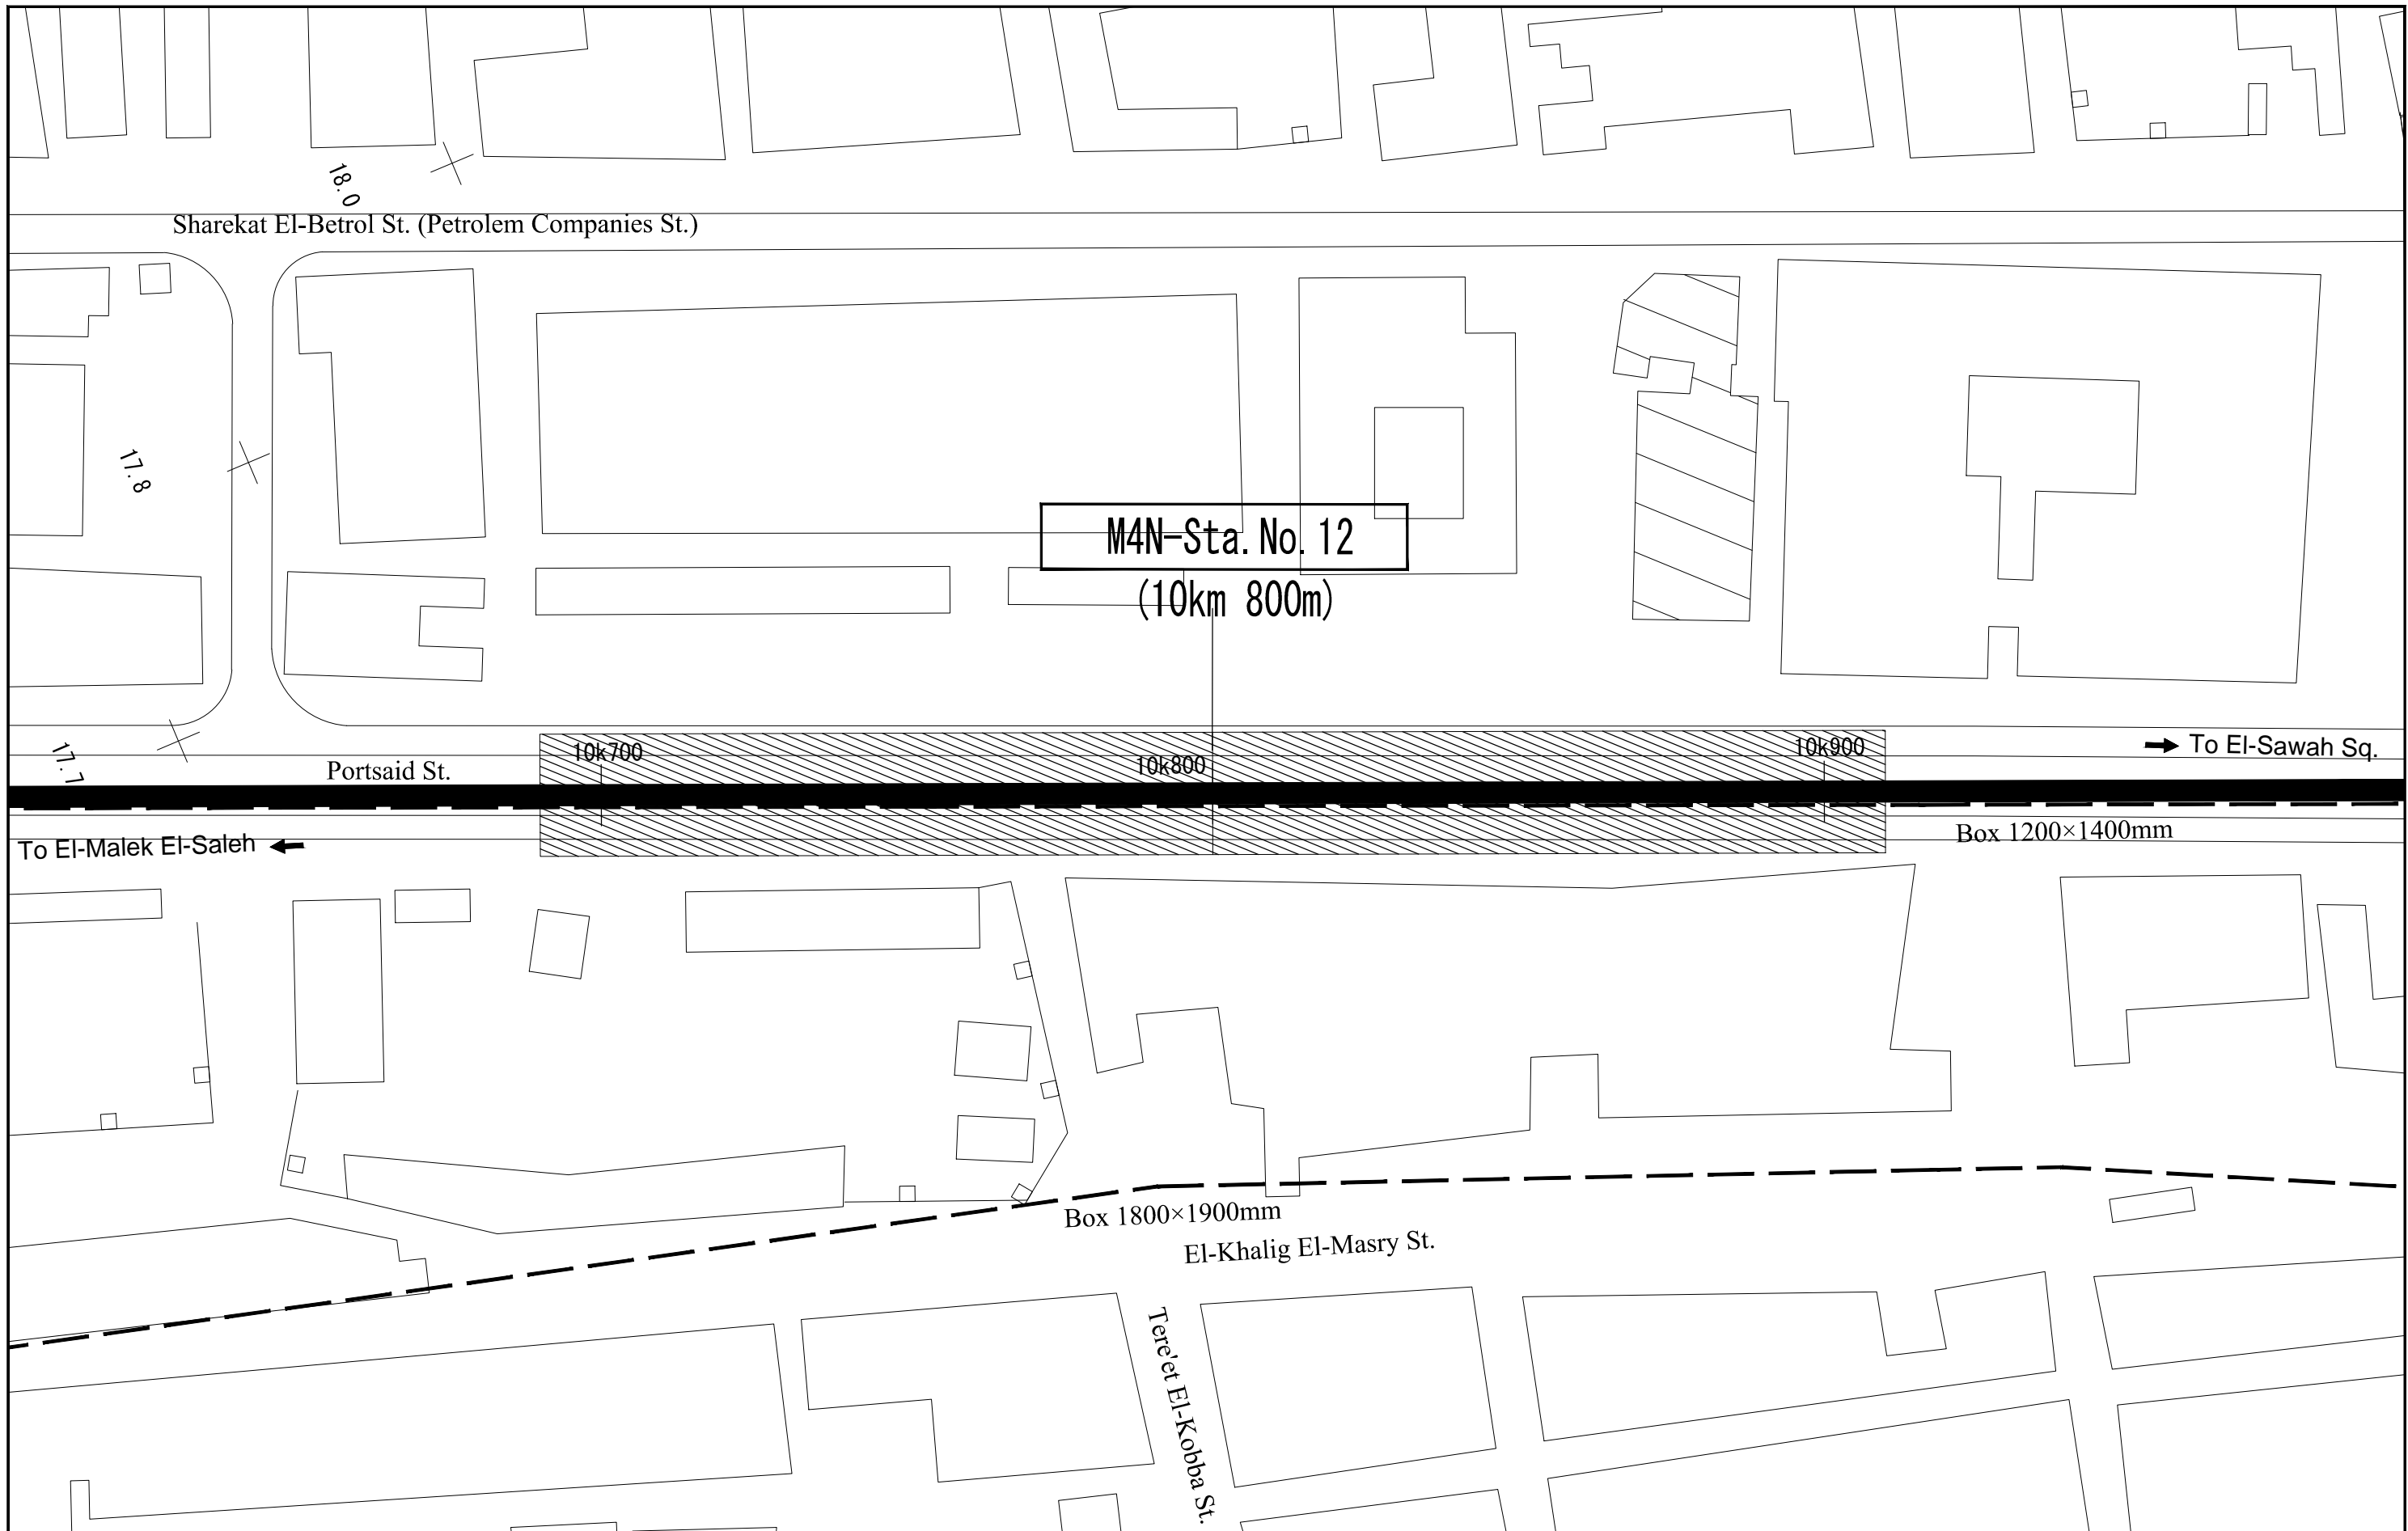 18.0
Sharekat El-Betrol St. (Petrolem Companies St.)
17.8
M4N-Sta.No.12
(10km 800m)
17.7
Portsaid St.
10k700
10k800
10k900
To El-Sawah Sq.
To El-Malek El-Saleh
Box 1200×1400mm
Box 1800×1900mm
El-Khalig El-Masry St.
Tere'et El-Kobba St.